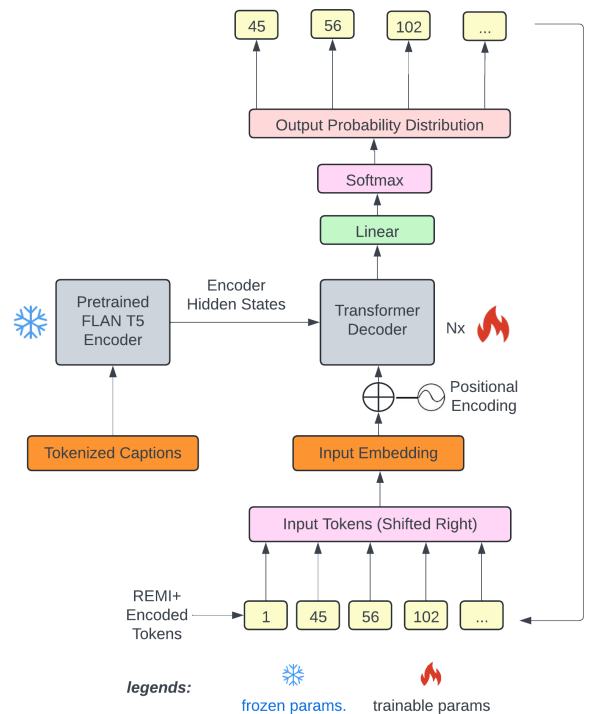 45 56 102 ...
Output Probability Distribution
Softmax
Linear
Encoder
Hidden States
Pretrained
FLAN T5
Encoder
Transformer
Decoder
Nx
Positional
Encoding
Tokenized Captions
Input Embedding
Input Tokens (Shifted Right)
REMI+
Encoded
Tokens
1 45 56 102 ...
legends:
frozen params.
trainable params